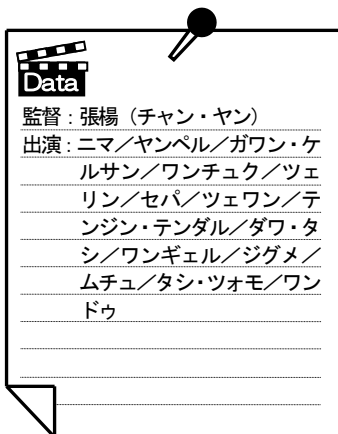 Data
監督：張楊（チャン・ヤン）
出演：ニマ／ヤンペル／ガワン・ケ
ルサン／ワンチュク／ツェ
リン／セパ／ツェワン／テ
ンジン・テンダル／ダワ・タ
シ／ワンギェル／ジグメ／
ムチュ／タシ・ツォモ／ワン
ドゥ